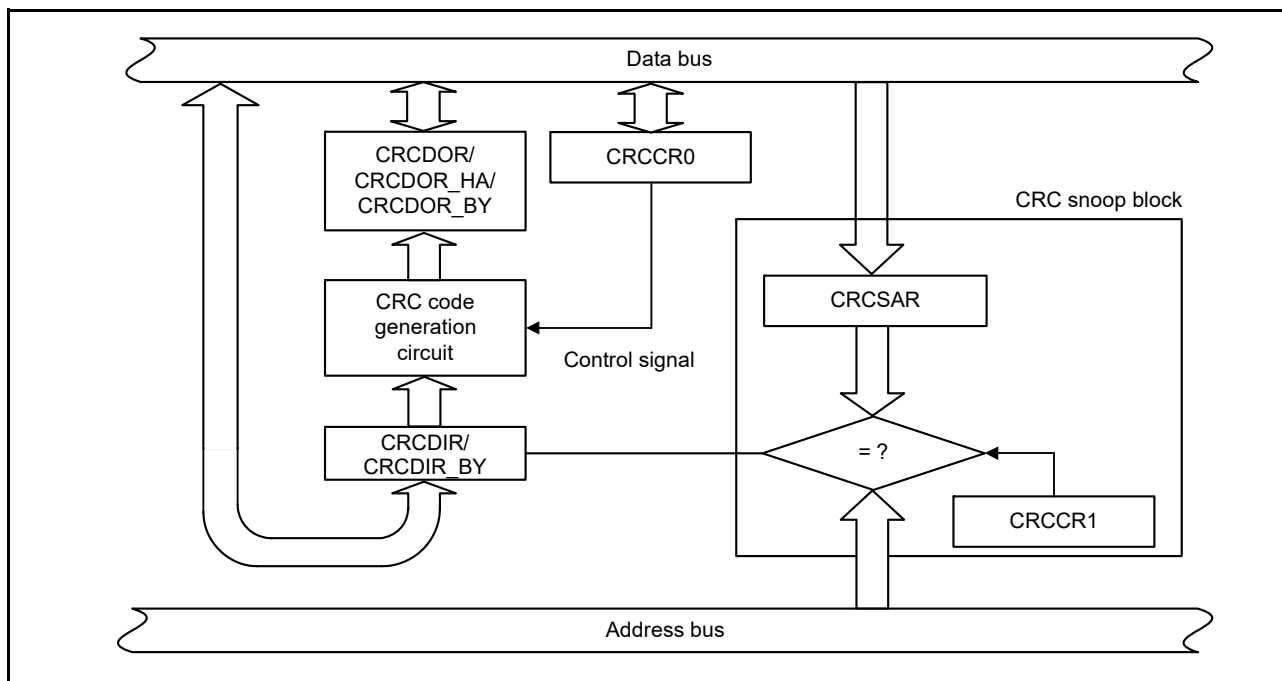 Data bus
CRCDOR/
CRCDOR_HA/
CRCDOR_BY
CRCCR0
CRC snoop block
CRCSAR
CRC code
generation
circuit
Control signal
CRCDIR/
CRCDIR_BY
= ?
CRCCR1
Address bus